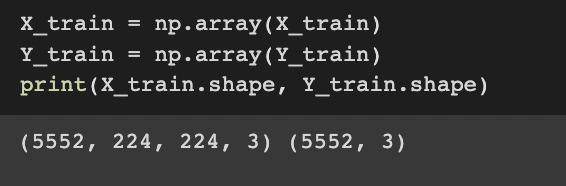 X_train = np.array(X_train)
Y_train = np.array(Y_train)
print(X_train.shape, Y_train.shape)
(5552, 224, 224, 3) (5552, 3)